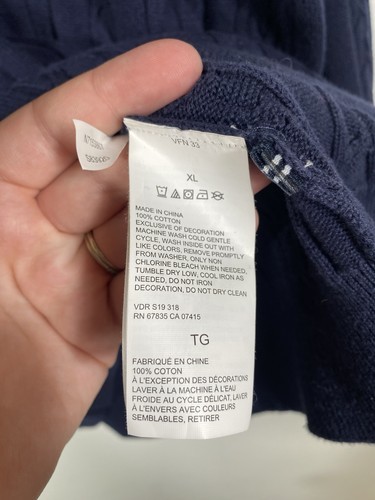 VFN 33
XL
MADE IN CHINA
100% COTTON
EXCLUSIVE OF DECORATION
MACHINE WASH COLD GENTLE
CYCLE, WASH INSIDE OUT WITH
LIKE COLORS, REMOVE PROMPTLY
FROM WASHER, ONLY NON
CHLORINE BLEACH WHEN NEEDED,
TUMBLE DRY LOW, COOL IRON AS
NEEDED, DO NOT IRON
DECORATION, DO NOT DRY CLEAN
VDR S19 318
RN 67835 CA 07415
TG
FABRIQUÉ EN CHINE
100% COTON
À L'EXCEPTION DES DÉCORATIONS
LAVER À LA MACHINE À L'EAU
FROIDE AU CYCLE DÉLICAT, LAVER
À L'ENVERS AVEC COULEURS
SEMBLABLES, RETIRER